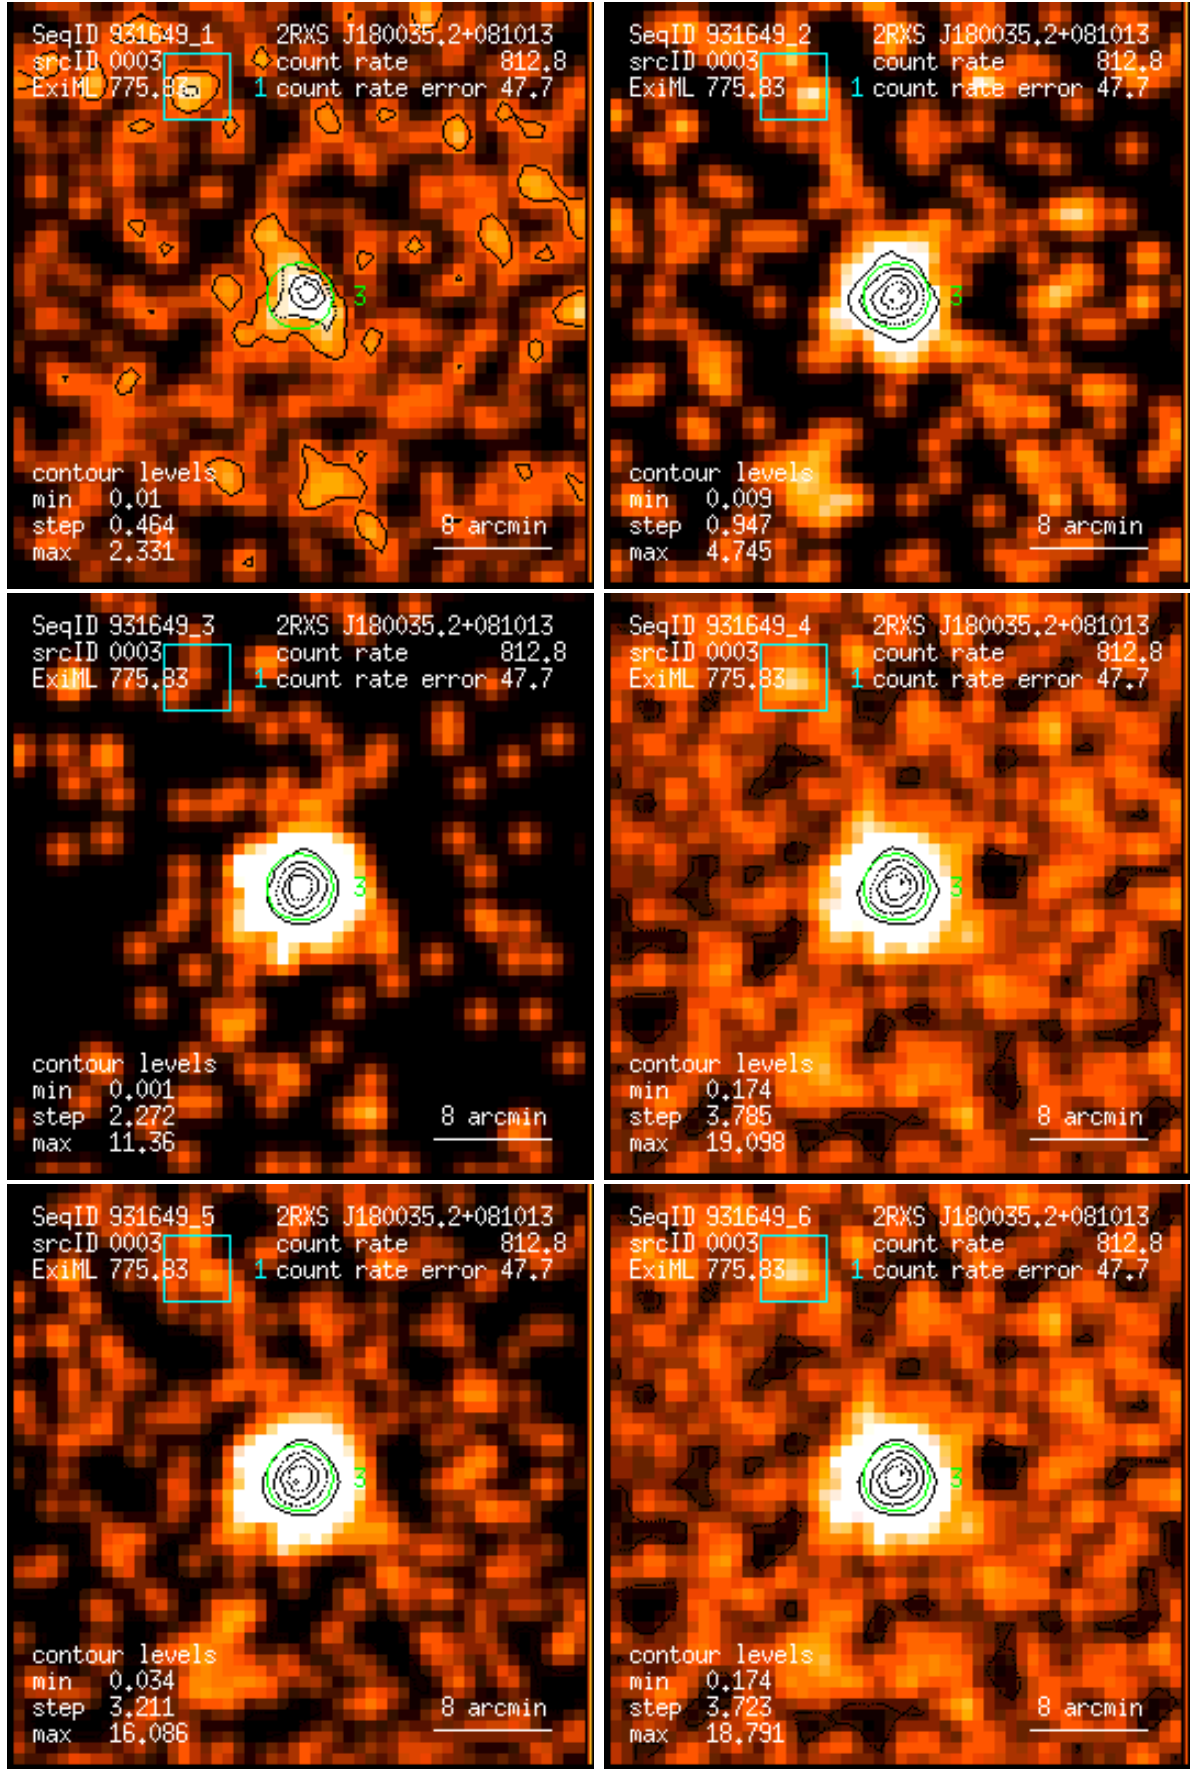 SeqID 931649_1 2RXS J180035.2+081013
srcID 0003 count rate 812.8
ExiML 775.83 1 count rate error 47.7
3
contour levels
min 0.01
step 0.464 8 arcmin
max 2.331
SeqID 931649_2 2RXS J180035.2+081013
srcID 0003 count rate 812.8
ExiML 775.83 1 count rate error 47.7
3
contour levels
min 0.009
step 0.947 8 arcmin
max 4.745
SeqID 931649_3 2RXS J180035.2+081013
srcID 0003 count rate 812.8
ExiML 775.83 1 count rate error 47.7
3
contour levels
min 0.001
step 2.272 8 arcmin
max 11.36
SeqID 931649_4 2RXS J180035.2+081013
srcID 0003 count rate 812.8
ExiML 775.83 1 count rate error 47.7
3
contour levels
min 0.174
step 3.785 8 arcmin
max 19.098
SeqID 931649_5 2RXS J180035.2+081013
srcID 0003 count rate 812.8
ExiML 775.83 1 count rate error 47.7
3
contour levels
min 0.034
step 3.211 8 arcmin
max 16.086
SeqID 931649_6 2RXS J180035.2+081013
srcID 0003 count rate 812.8
ExiML 775.83 1 count rate error 47.7
3
contour levels
min 0.174
step 3.723 8 arcmin
max 18.791